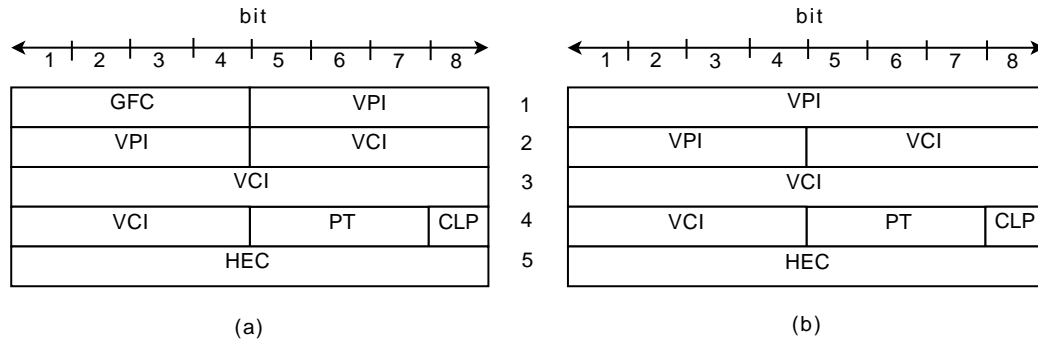 bit bit
1 2 3 4 5 6 7 8 1 2 3 4 5 6 7 8
GFC VPI 1 VPI
VPI VCI 2 VPI VCI
VCI 3 VCI
VCI PT CLP 4 VCI PT CLP
HEC 5 HEC
(a) (b)